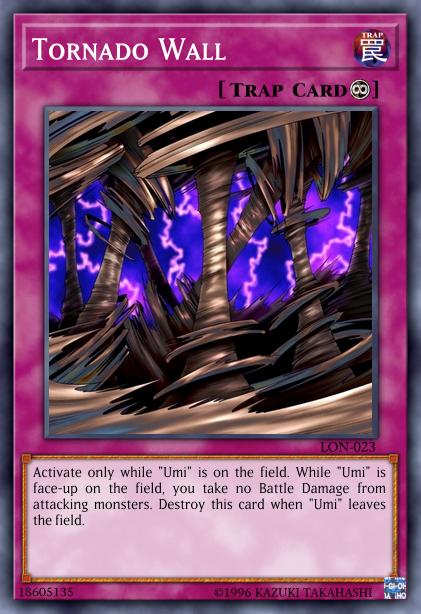 TORNADO WALL
TRAP
罠
[TRAP CARD∞]
LON-023
Activate only while "Umi" is on the field. While "Umi" is
face-up on the field, you take no Battle Damage from
attacking monsters. Destroy this card when "Umi" leaves
the field.
18605135
©1996 KAZUKI TAKAHASHI